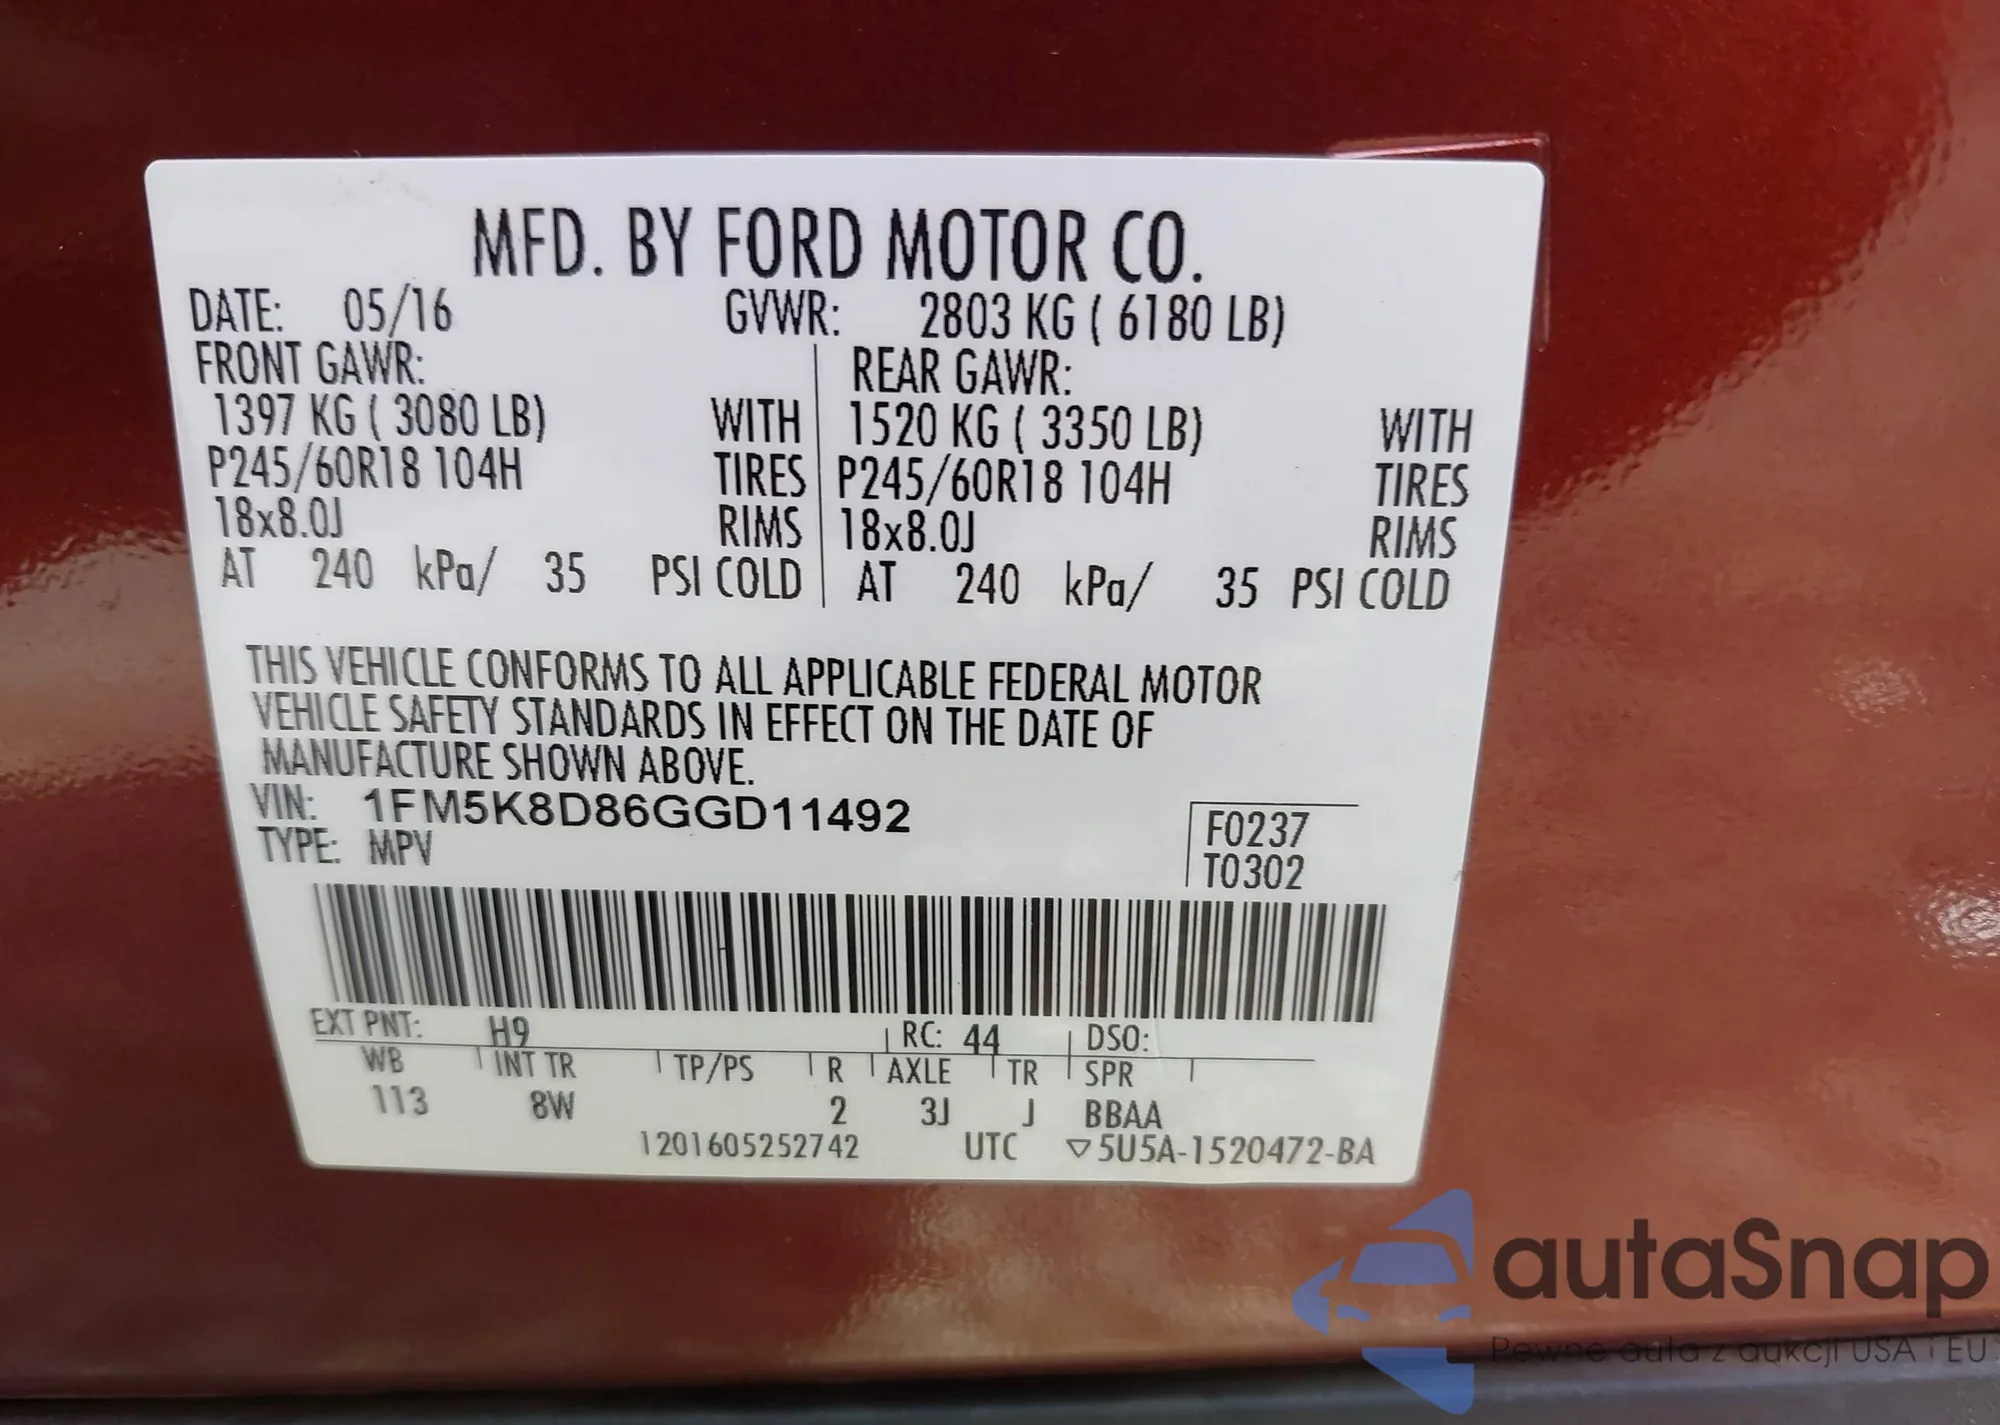 MFD. BY FORD MOTOR CO.
DATE: 05/16 GVWR: 2803 KG ( 6180 LB)
FRONT GAWR: REAR GAWR:
1397 KG ( 3080 LB) WITH 1520 KG ( 3350 LB) WITH
P245/60R18 104H TIRES P245/60R18 104H TIRES
18x8.0J RIMS 18x8.0J RIMS
AT 240 kPa/ 35 PSI COLD AT 240 kPa/ 35 PSI COLD
THIS VEHICLE CONFORMS TO ALL APPLICABLE FEDERAL MOTOR
VEHICLE SAFETY STANDARDS IN EFFECT ON THE DATE OF
MANUFACTURE SHOWN ABOVE.
VIN: 1FM5K8D86GGD11492
TYPE: MPV
F0237
T0302
EXT PNT: H9 RC: 44 DSO:
WB INT TR TP/PS R AXLE TR SPR
113 8W 2 3J J BBAA
1201605252742 UTC ▽5U5A-1520472-BA
autaSnap
Pewne auta z aukcji USA i EU